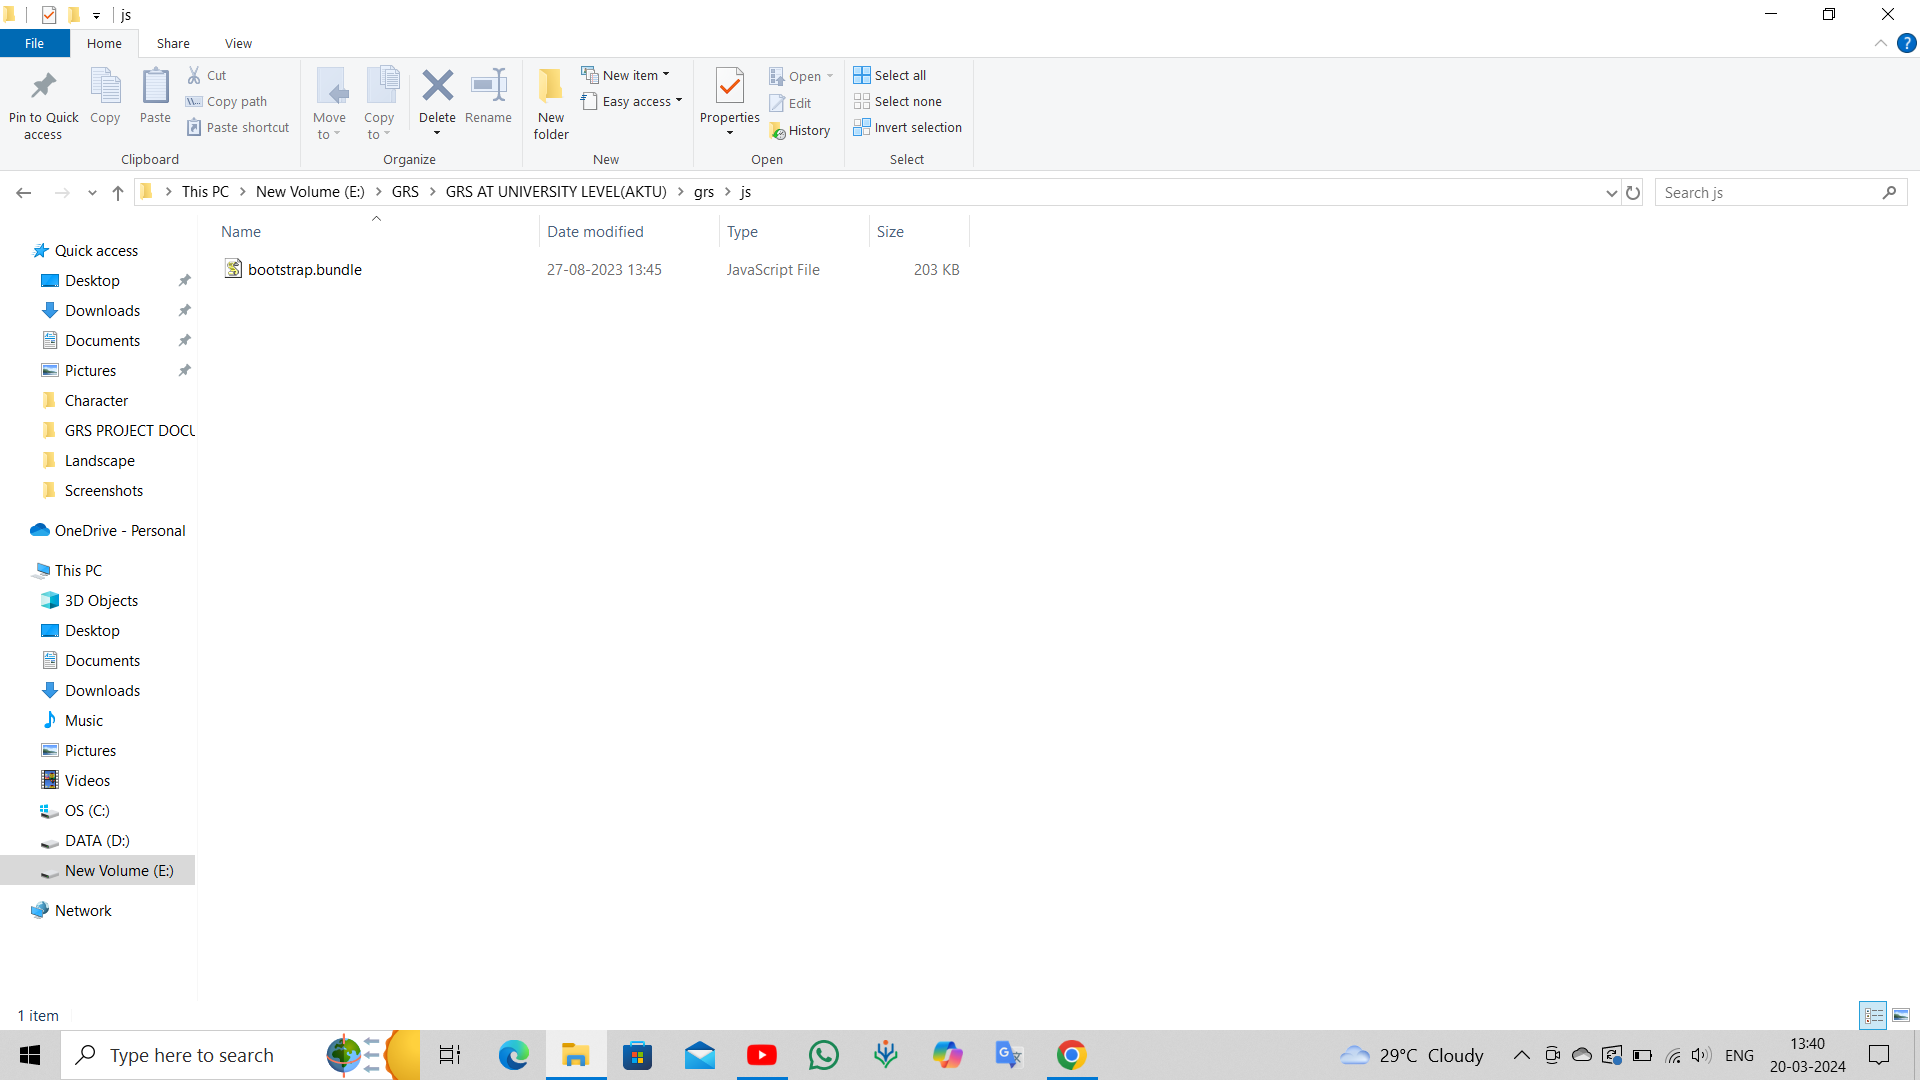 js
File Home Share View
Pin to Quick access
Copy
Paste
Cut
Copy path
Paste shortcut
Clipboard
Move to
Copy to
Delete
Rename
Organize
New folder
New item
Easy access
New
Properties
Open
Edit
History
Open
Select all
Select none
Invert selection
Select
This PC > New Volume (E:) > GRS > GRS AT UNIVERSITY LEVEL(AKTU) > grs > js
Search js
Name Date modified Type Size
bootstrap.bundle 27-08-2023 13:45 JavaScript File 203 KB
Quick access
Desktop
Downloads
Documents
Pictures
Character
GRS PROJECT DOCU
Landscape
Screenshots
OneDrive - Personal
This PC
3D Objects
Desktop
Documents
Downloads
Music
Pictures
Videos
OS (C:)
DATA (D:)
New Volume (E:)
Network
1 item
Type here to search
29°C Cloudy
ENG
13:40
20-03-2024